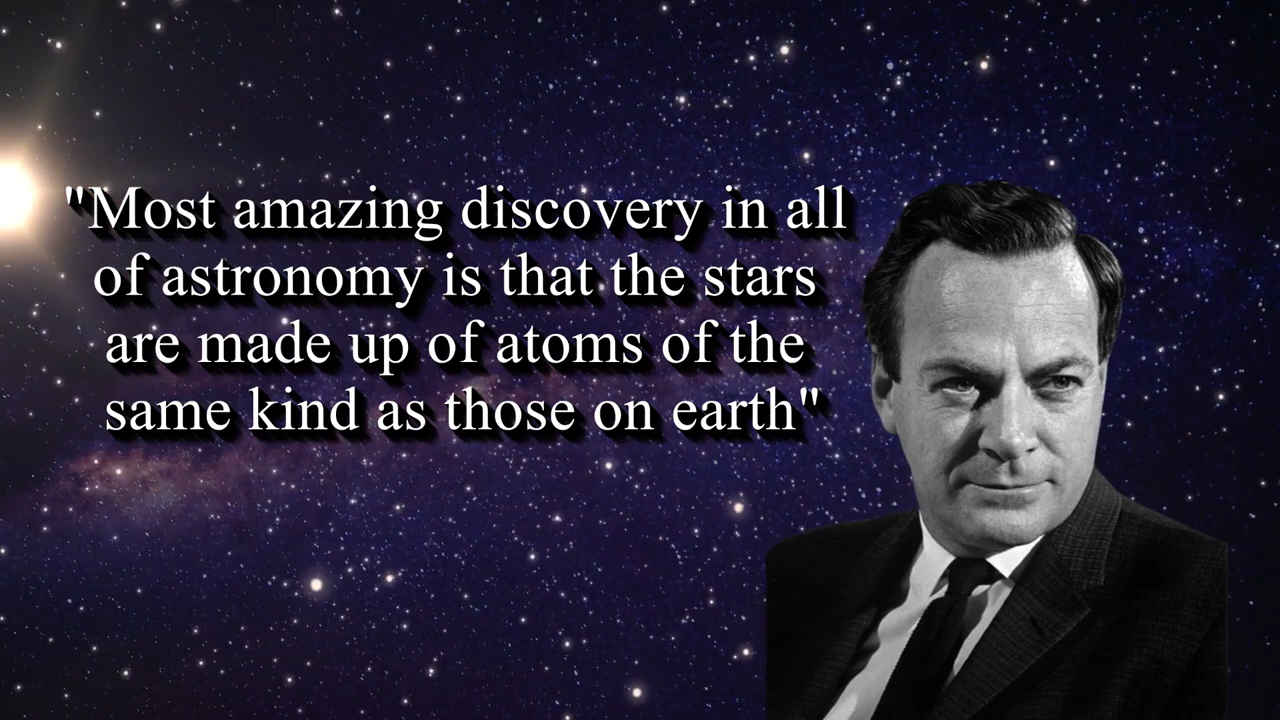 "Most amazing discovery in all
of astronomy is that the stars
are made up of atoms of the
same kind as those on earth"